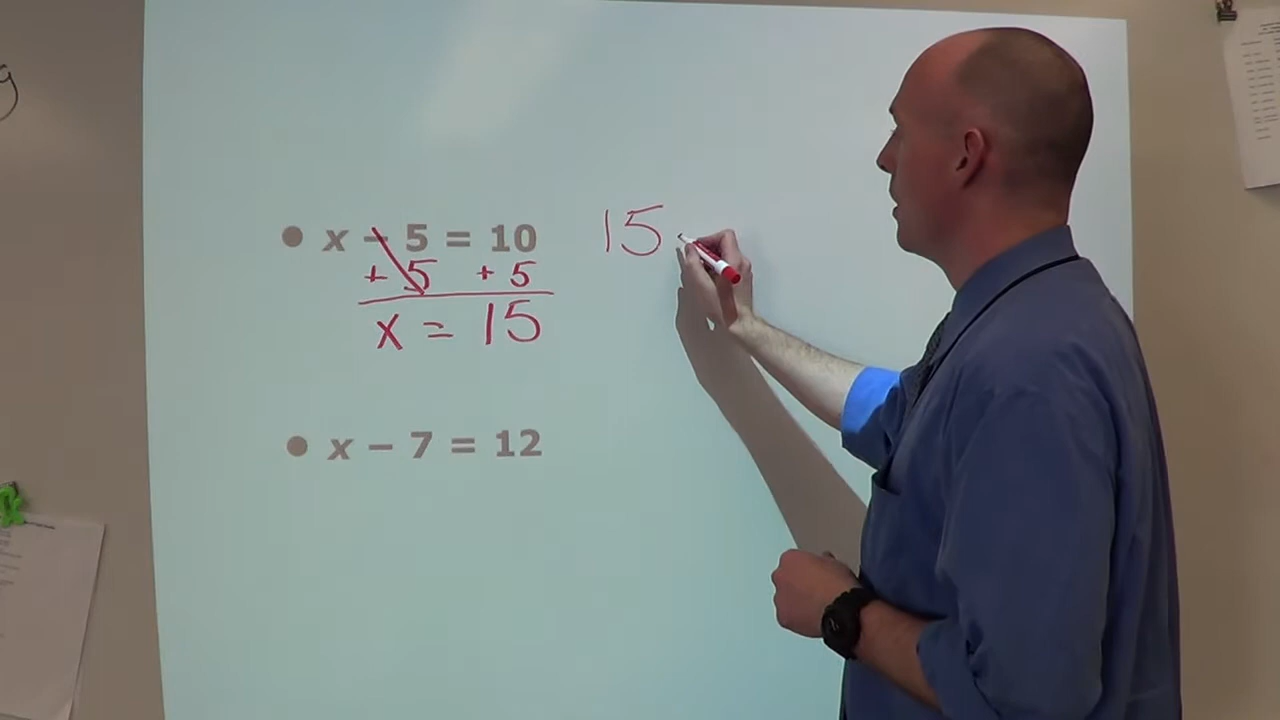 x − 5 = 10 15
+ 5 + 5
x = 15
x − 7 = 12